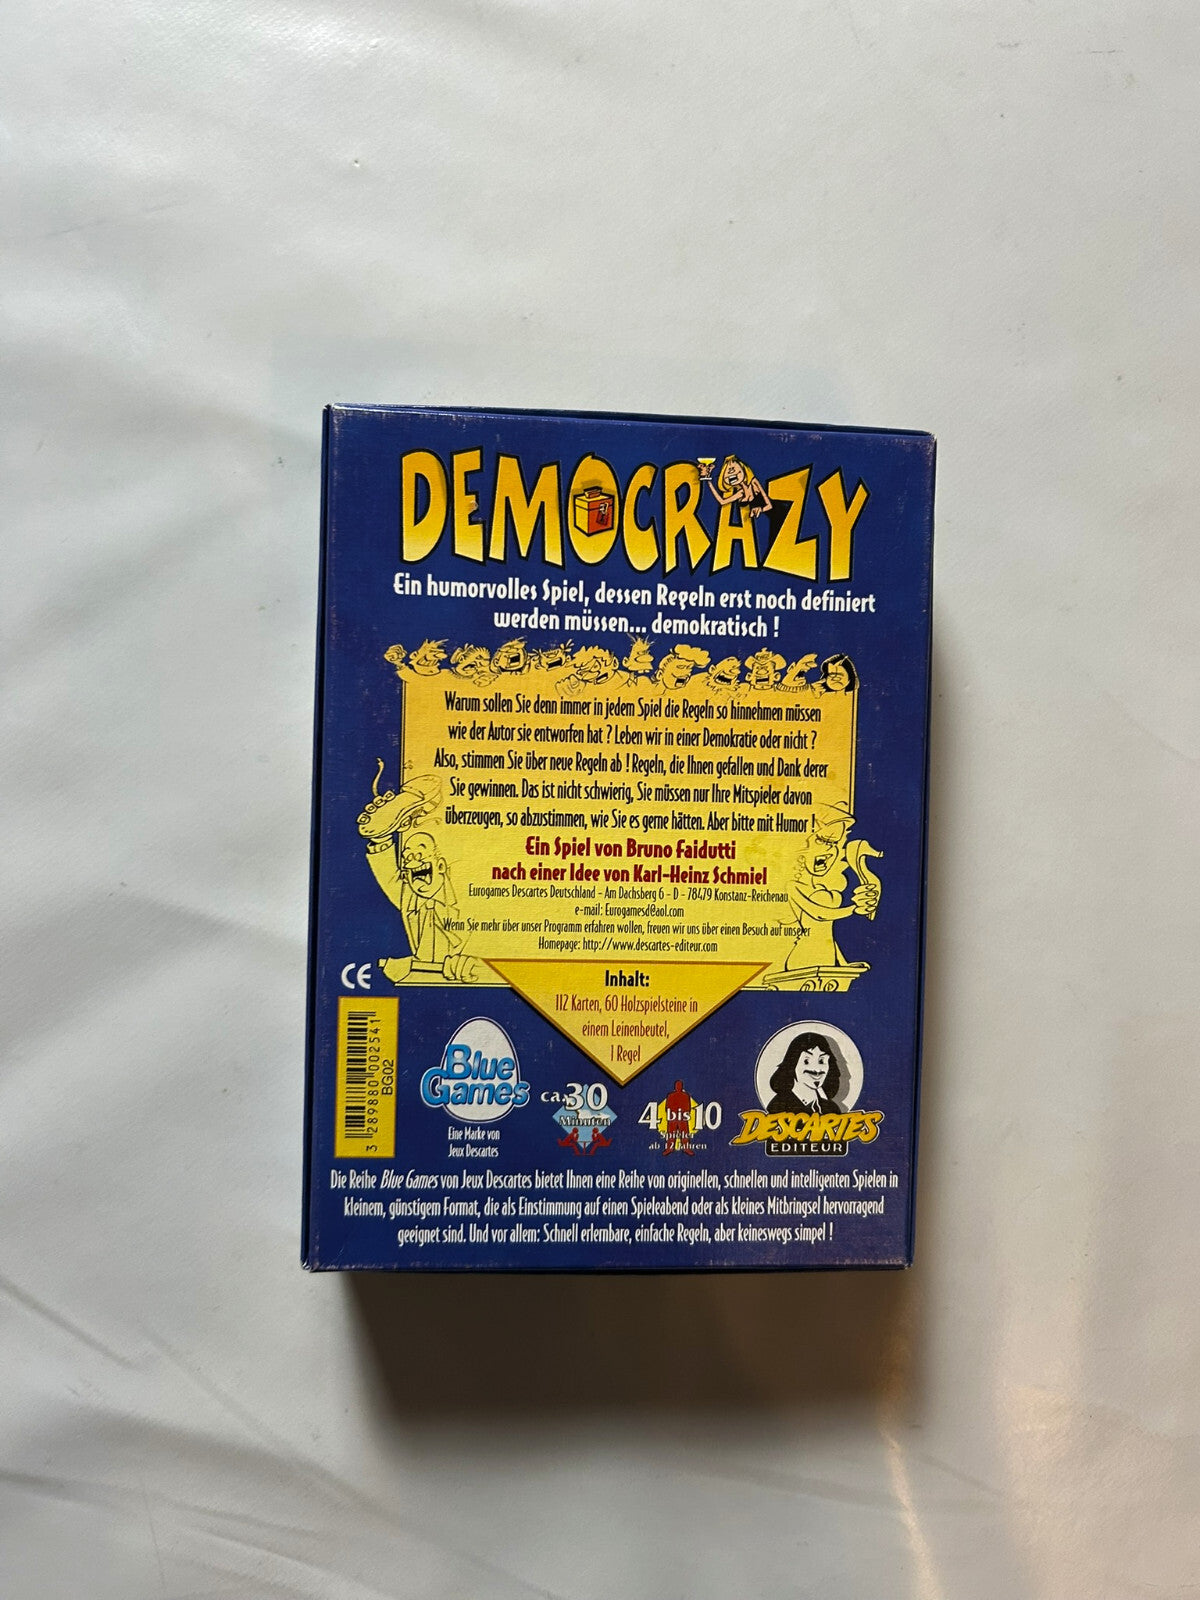 DEMOCRAZY
Ein humorvolles Spiel, dessen Regeln erst noch definiert
werden müssen... demokratisch !
Warum sollen Sie denn immer in jedem Spiel die Regeln so hinnehmen müssen
wie der Autor sie entworfen hat ? Leben wir in einer Demokratie oder nicht ?
Also, stimmen Sie über neue Regeln ab ! Regeln, die Ihnen gefallen und Dank derer
Sie gewinnen. Das ist nicht schwierig, Sie müssen nur Ihre Mitspieler davon
überzeugen, so abzustimmen, wie Sie es gerne hätten. Aber bitte mit Humor !
Ein Spiel von Bruno Faidutti
nach einer Idee von Karl-Heinz Schmiel
Eurogames Descartes Deutschland - Am Dachsberg 6 - D - 78479 Konstanz-Reichenau
e-mail: Eurogamesd@aol.com
Wenn Sie mehr über unser Programm erfahren wollen, freuen wir uns über einen Besuch auf unserer
Homepage: http://www.descartes-editeur.com
CE
Inhalt:
112 Karten, 60 Holzspielsteine in
einem Leinenbeutel,
1 Regel
3 289880 002541
BG02
Blue
Games
Eine Marke von
Jeux Descartes
ca. 30
Minuten
4 bis 10
Spieler
ab 12 Jahren
DESCARTES
EDITEUR
Die Reihe Blue Games von Jeux Descartes bietet Ihnen eine Reihe von originellen, schnellen und intelligenten Spielen in
kleinem, günstigem Format, die als Einstimmung auf einen Spieleabend oder als kleines Mitbringsel hervorragend
geeignet sind. Und vor allem: Schnell erlernbare, einfache Regeln, aber keineswegs simpel !